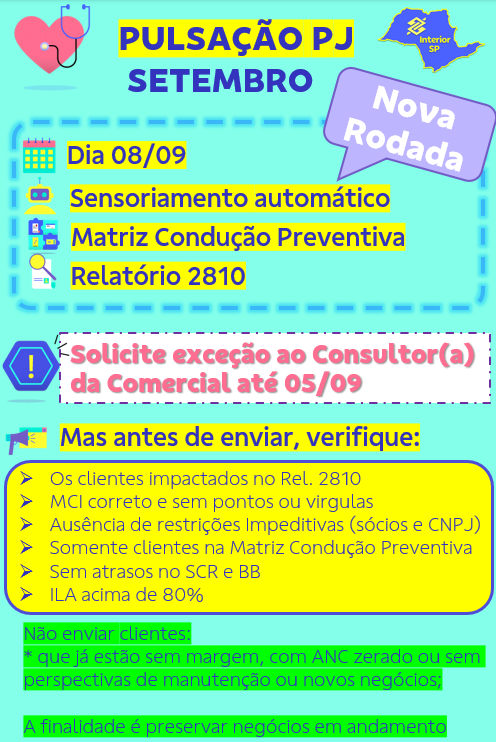 PULSAÇÃO PJ
SETEMBRO
Interior
SP
Nova
Rodada
Dia 08/09
Sensoriamento automático
Matriz Condução Preventiva
Relatório 2810
!
Solicite exceção ao Consultor(a)
da Comercial até 05/09
Mas antes de enviar, verifique:
Os clientes impactados no Rel. 2810
MCI correto e sem pontos ou virgulas
Ausência de restrições Impeditivas (sócios e CNPJ)
Somente clientes na Matriz Condução Preventiva
Sem atrasos no SCR e BB
ILA acima de 80%
Não enviar clientes:
* que já estão sem margem, com ANC zerado ou sem
perspectivas de manutenção ou novos negócios;
A finalidade é preservar negócios em andamento